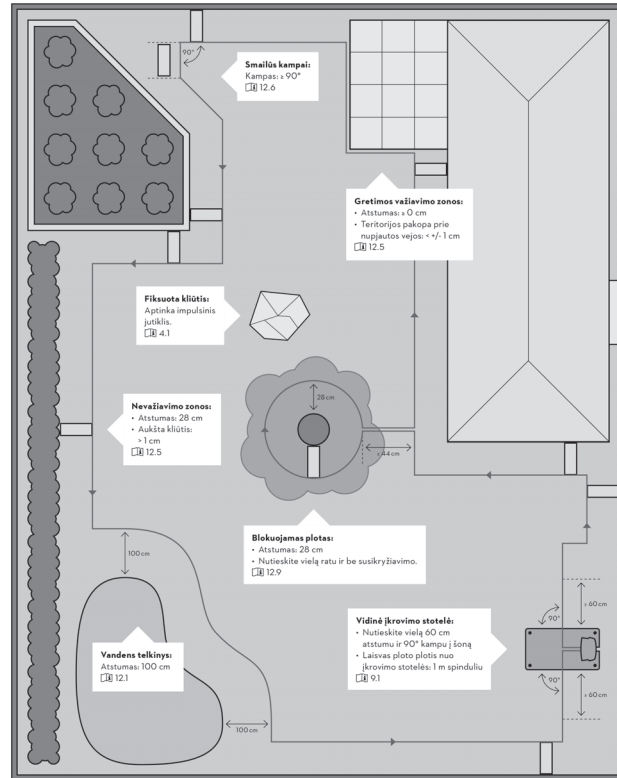 90°
Smailūs kampai:
Kampas: ≥ 90°
12.6
Gretimos važiavimo zonos:
• Atstumas: ≥ 0 cm
• Teritorijos pakopa prie
nupjautos vejos: < +/- 1 cm
12.5
Fiksuota kliūtis:
Aptinka impulsinis
jutiklis.
4.1
28 cm
Nevažiavimo zonos:
• Atstumas: 28 cm
• Aukšta kliūtis:
> 1 cm
12.5
≥ 44 cm
100 cm
Blokuojamas plotas:
• Atstumas: 28 cm
• Nutieskite vielą ratu ir be susikryžiavimo.
12.9
≥ 60 cm
90°
Vidinė įkrovimo stotelė:
• Nutieskite vielą 60 cm
atstumu ir 90° kampu į šoną
• Laisvas ploto plotis nuo
įkrovimo stotelės: 1 m spinduliu
9.1
Vandens telkinys:
Atstumas: 100 cm
12.1
90°
≥ 60 cm
100 cm